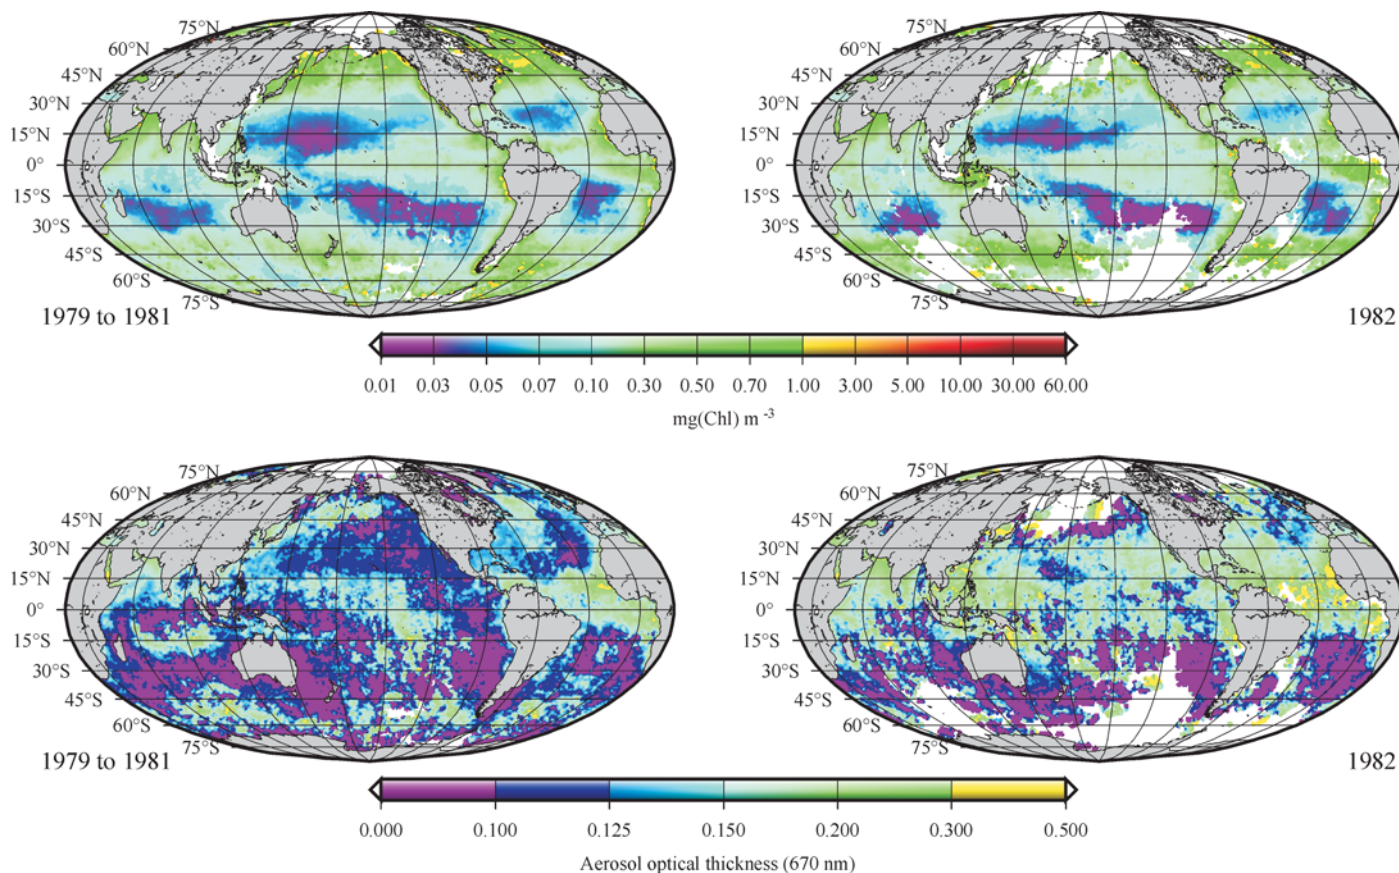 75°N
60°N
45°N
30°N
15°N
0°
15°S
30°S
45°S
60°S
75°S
1979 to 1981
75°N
60°N
45°N
30°N
15°N
0°
15°S
30°S
45°S
60°S
75°S
1982
0.01 0.03 0.05 0.07 0.10 0.30 0.50 0.70 1.00 3.00 5.00 10.00 30.00 60.00
mg(Chl) m -3
75°N
60°N
45°N
30°N
15°N
0°
15°S
30°S
45°S
60°S
75°S
1979 to 1981
75°N
60°N
45°N
30°N
15°N
0°
15°S
30°S
45°S
60°S
75°S
1982
0.000 0.100 0.125 0.150 0.200 0.300 0.500
Aerosol optical thickness (670 nm)